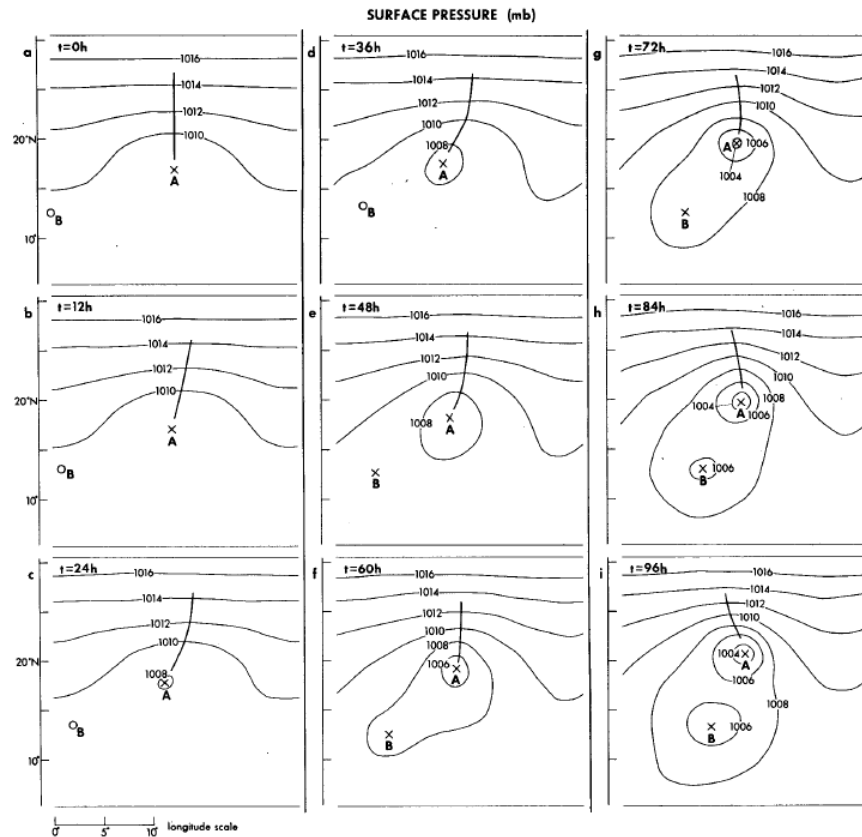 SURFACE PRESSURE (mb)
a t=0h
1016
1014
1012
1010
20°N
10°
A
B
d t=36h
1016
1014
1012
1010
1008
A
B
g t=72h
1016
1014
1012
1010
A 1006
1004
1008
B
b t=12h
1016
1014
1012
1010
20°N
10°
A
B
e t=48h
1016
1014
1012
1010
1008
A
B
h t=84h
1016
1014
1012
1010
1008
1004
1006
A
1006
B
c t=24h
1016
1014
1012
1010
1008
20°N
10°
A
B
f t=60h
1016
1014
1012
1010
1008
1006
A
B
i t=96h
1016
1014
1012
1010
1004
A
1006
1008
1006
B
0° 5° 10° longitude scale